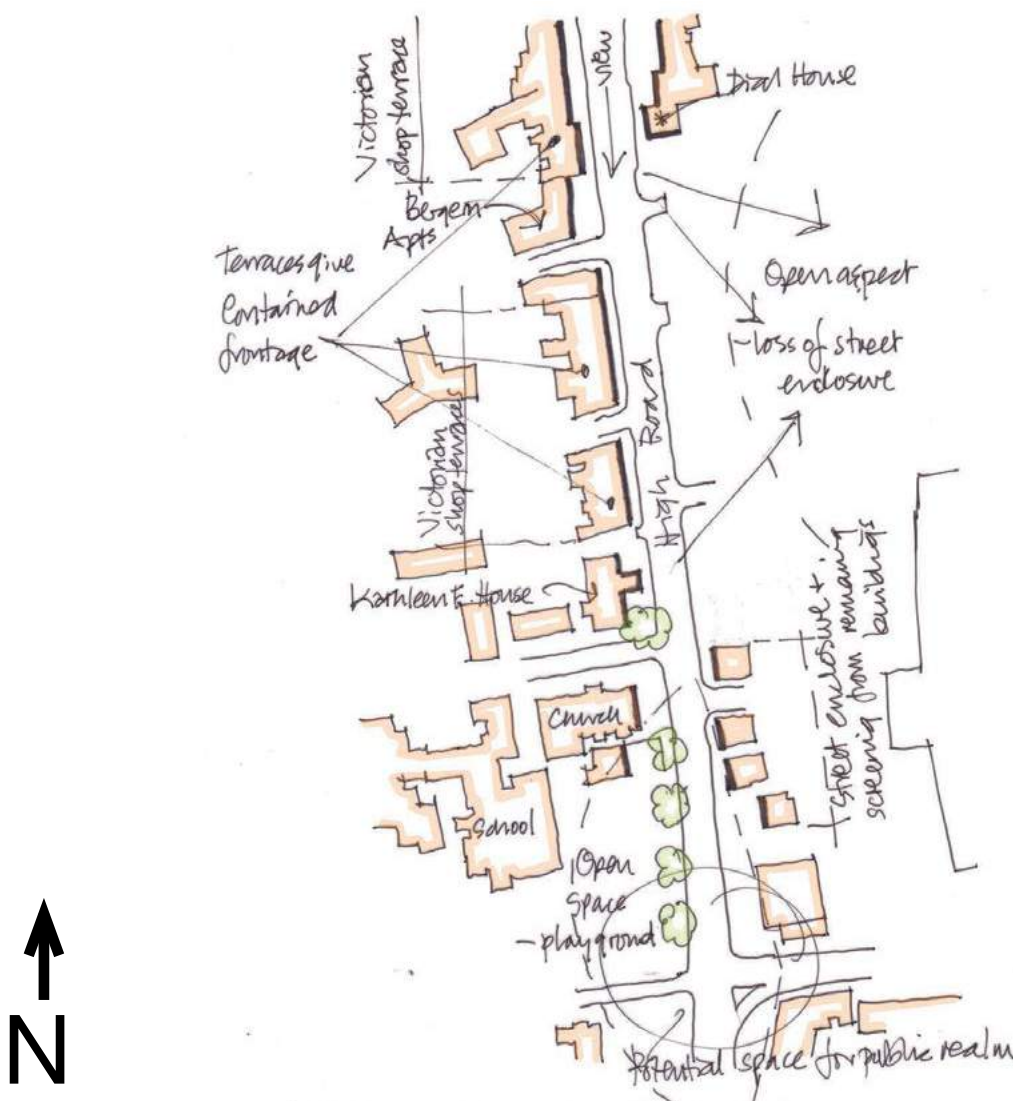 Victorian
shop terrace
view
Dial House
Bergem
Apts
Terraces give
Contained
frontage
Open aspect
- loss of street
enclosure
High Road
Victorian
shop terraces
Kathleen F. House
Street enclosure +
screening from remaining
buildings
Church
School
Open
Space
- playgrond
Potential space for public realm
N